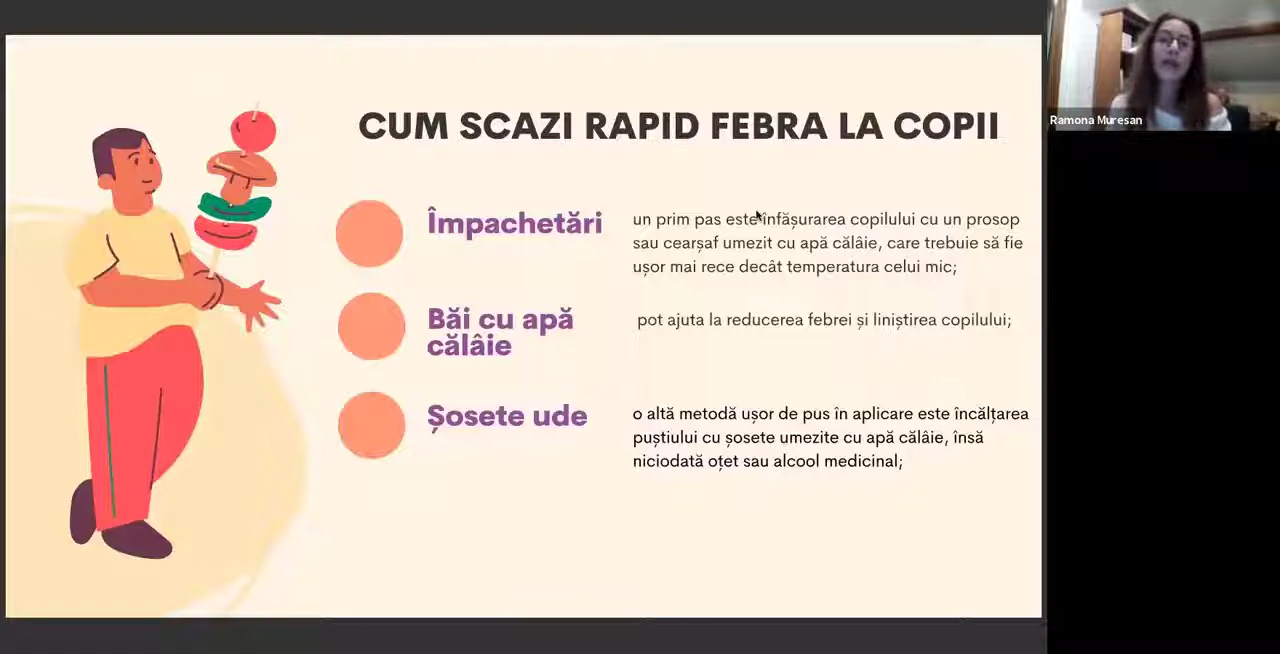 CUM SCAZI RAPID FEBRA LA COPII
Împachetări
un prim pas este înfășurarea copilului cu un prosop
sau cearșaf umezit cu apă călâie, care trebuie să fie
ușor mai rece decât temperatura celui mic;
Băi cu apă
călâie
pot ajuta la reducerea febrei și liniștirea copilului;
Șosete ude
o altă metodă ușor de pus în aplicare este încălțarea
puștiului cu șosete umezite cu apă călâie, însă
niciodată oțet sau alcool medicinal;
Ramona Muresan